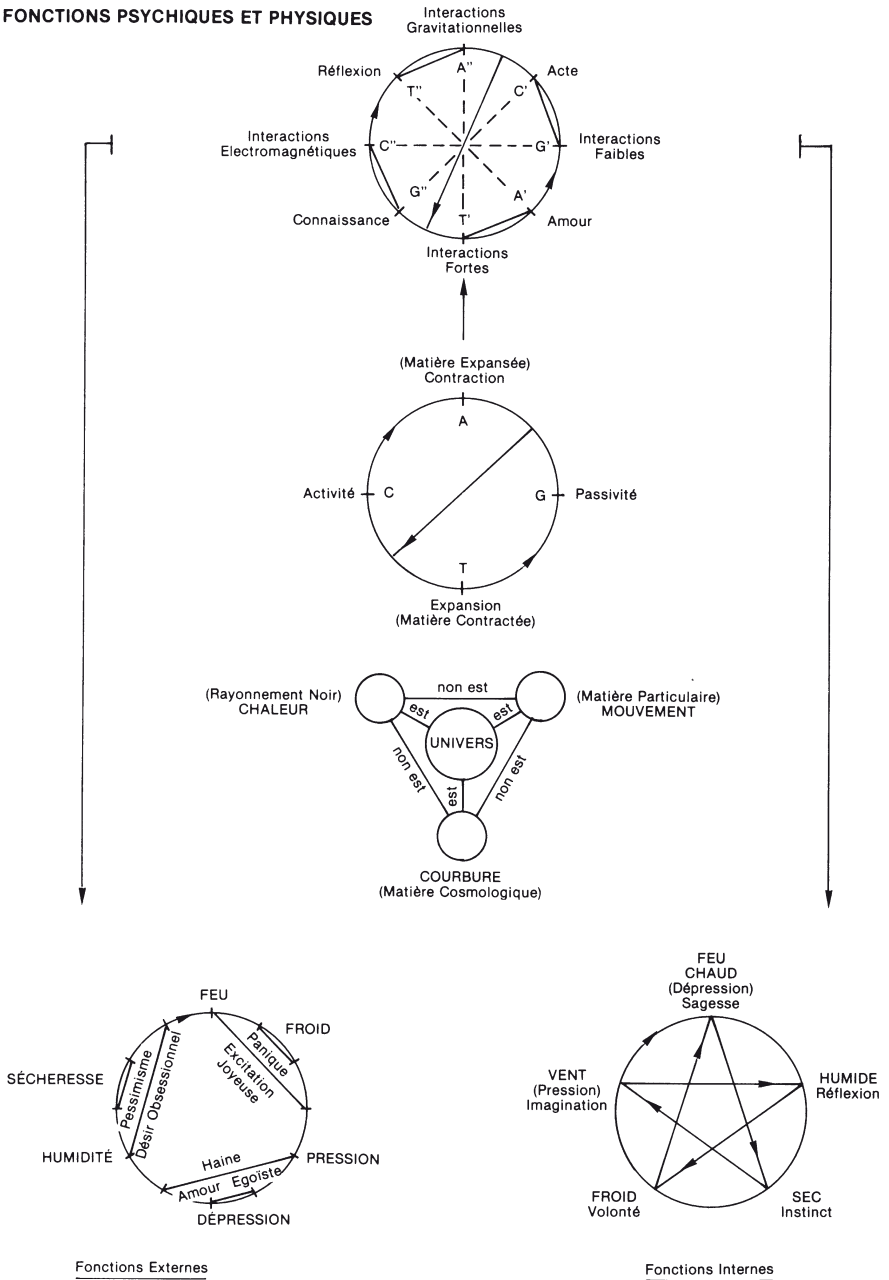 FONCTIONS PSYCHIQUES ET PHYSIQUES
Interactions
Gravitationnelles
Réflexion
A"
Acte
T"
C'
Interactions
Electromagnétiques
C"
G'
Interactions
Faibles
G"
A'
Connaissance
T'
Amour
Interactions
Fortes
(Matière Expansée)
Contraction
A
Activité
C
G
Passivité
T
Expansion
(Matière Contractée)
(Rayonnement Noir)
CHALEUR
non est
(Matière Particulaire)
MOUVEMENT
est
est
UNIVERS
non est
est
non est
COURBURE
(Matière Cosmologique)
FEU
FROID
Panique
Excitation
Joyeuse
SÉCHERESSE
Pessimisme
Désir Obsessionnel
HUMIDITÉ
Haine
PRESSION
Amour Egoïste
DÉPRESSION
Fonctions Externes
FEU
CHAUD
(Dépression)
Sagesse
VENT
(Pression)
Imagination
HUMIDE
Réflexion
FROID
Volonté
SEC
Instinct
Fonctions Internes